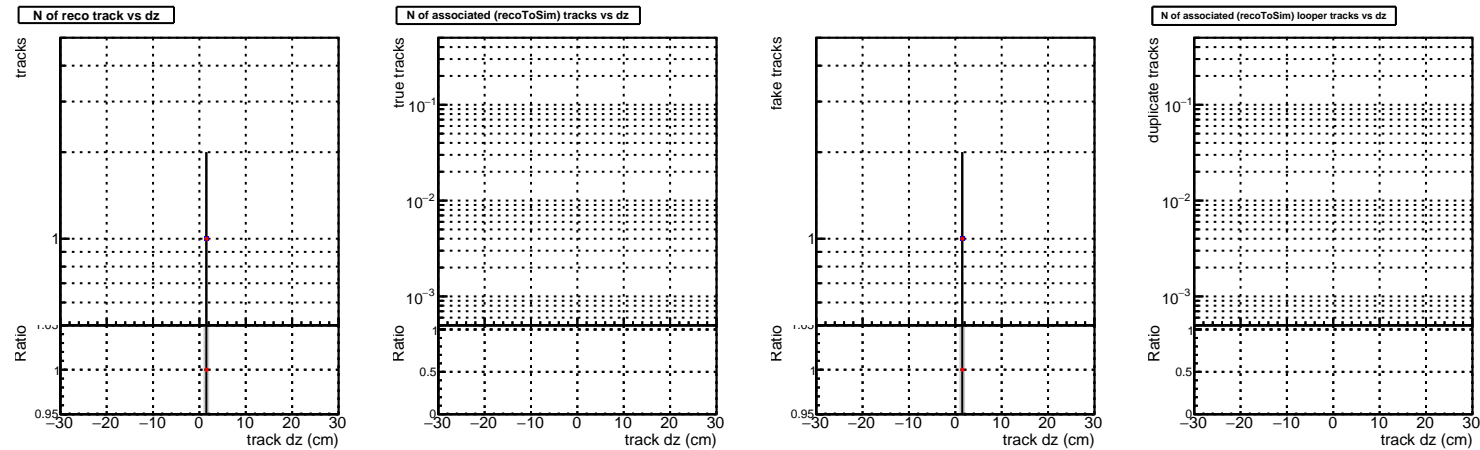 N of reco track vs dz
tracks
1
Ratio
1.05
1
0.95
−30 −20 −10 0 10 20 30
track dz (cm)
N of associated (recoToSim) tracks vs dz
true tracks
10−1
10−2
10−3
Ratio
1
0.5
0
−30 −20 −10 0 10 20 30
track dz (cm)
fake tracks
1
Ratio
1.05
1
0.95
−30 −20 −10 0 10 20 30
track dz (cm)
N of associated (recoToSim) looper tracks vs dz
duplicate tracks
10−1
10−2
10−3
Ratio
1
0.5
0
−30 −20 −10 0 10 20 30
track dz (cm)